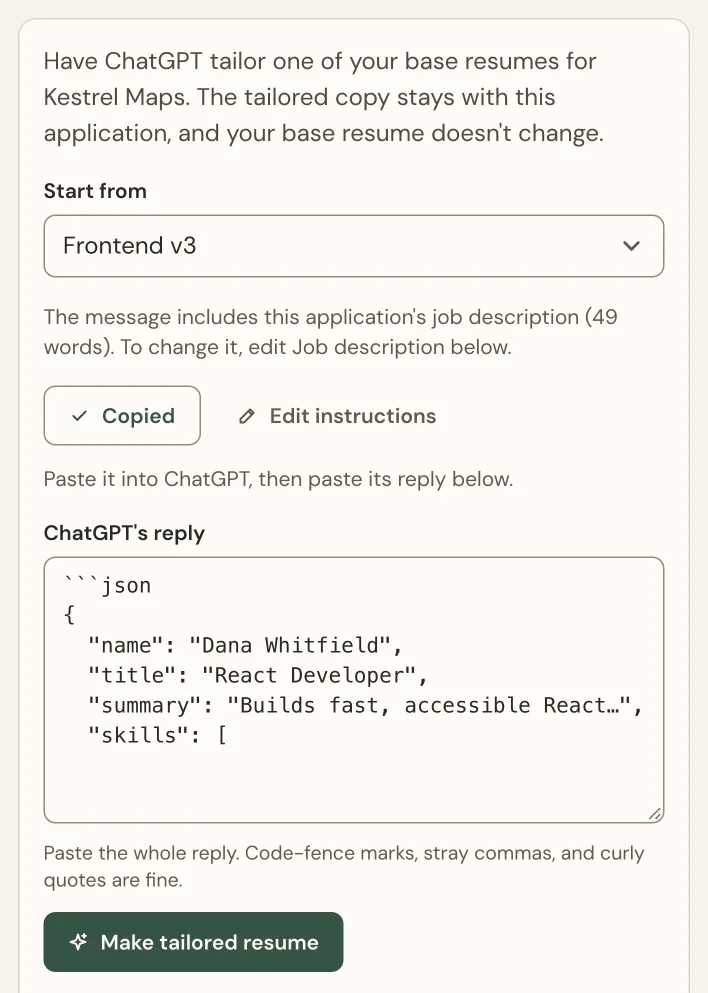 Have ChatGPT tailor one of your base resumes for
Kestrel Maps. The tailored copy stays with this
application, and your base resume doesn't change.
Start from
Frontend v3
The message includes this application's job description (49
words). To change it, edit Job description below.
Copied
Edit instructions
Paste it into ChatGPT, then paste its reply below.
ChatGPT's reply
```json
{
  "name": "Dana Whitfield",
  "title": "React Developer",
  "summary": "Builds fast, accessible React…",
  "skills": [
Paste the whole reply. Code-fence marks, stray commas, and curly
quotes are fine.
Make tailored resume